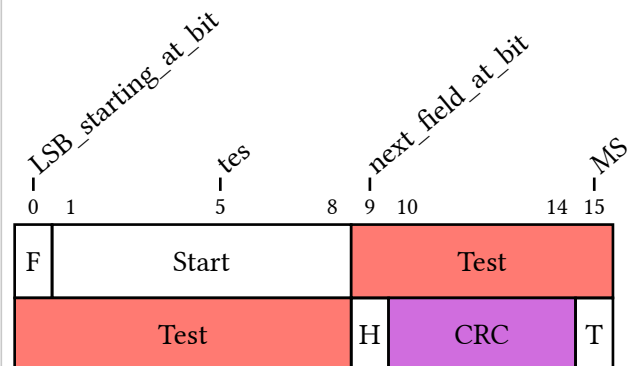 LSB_starting_at_bit
tes
next_field_at_bit
MS
0 1 5 8 9 10 14 15
F Start Test
Test H CRC T